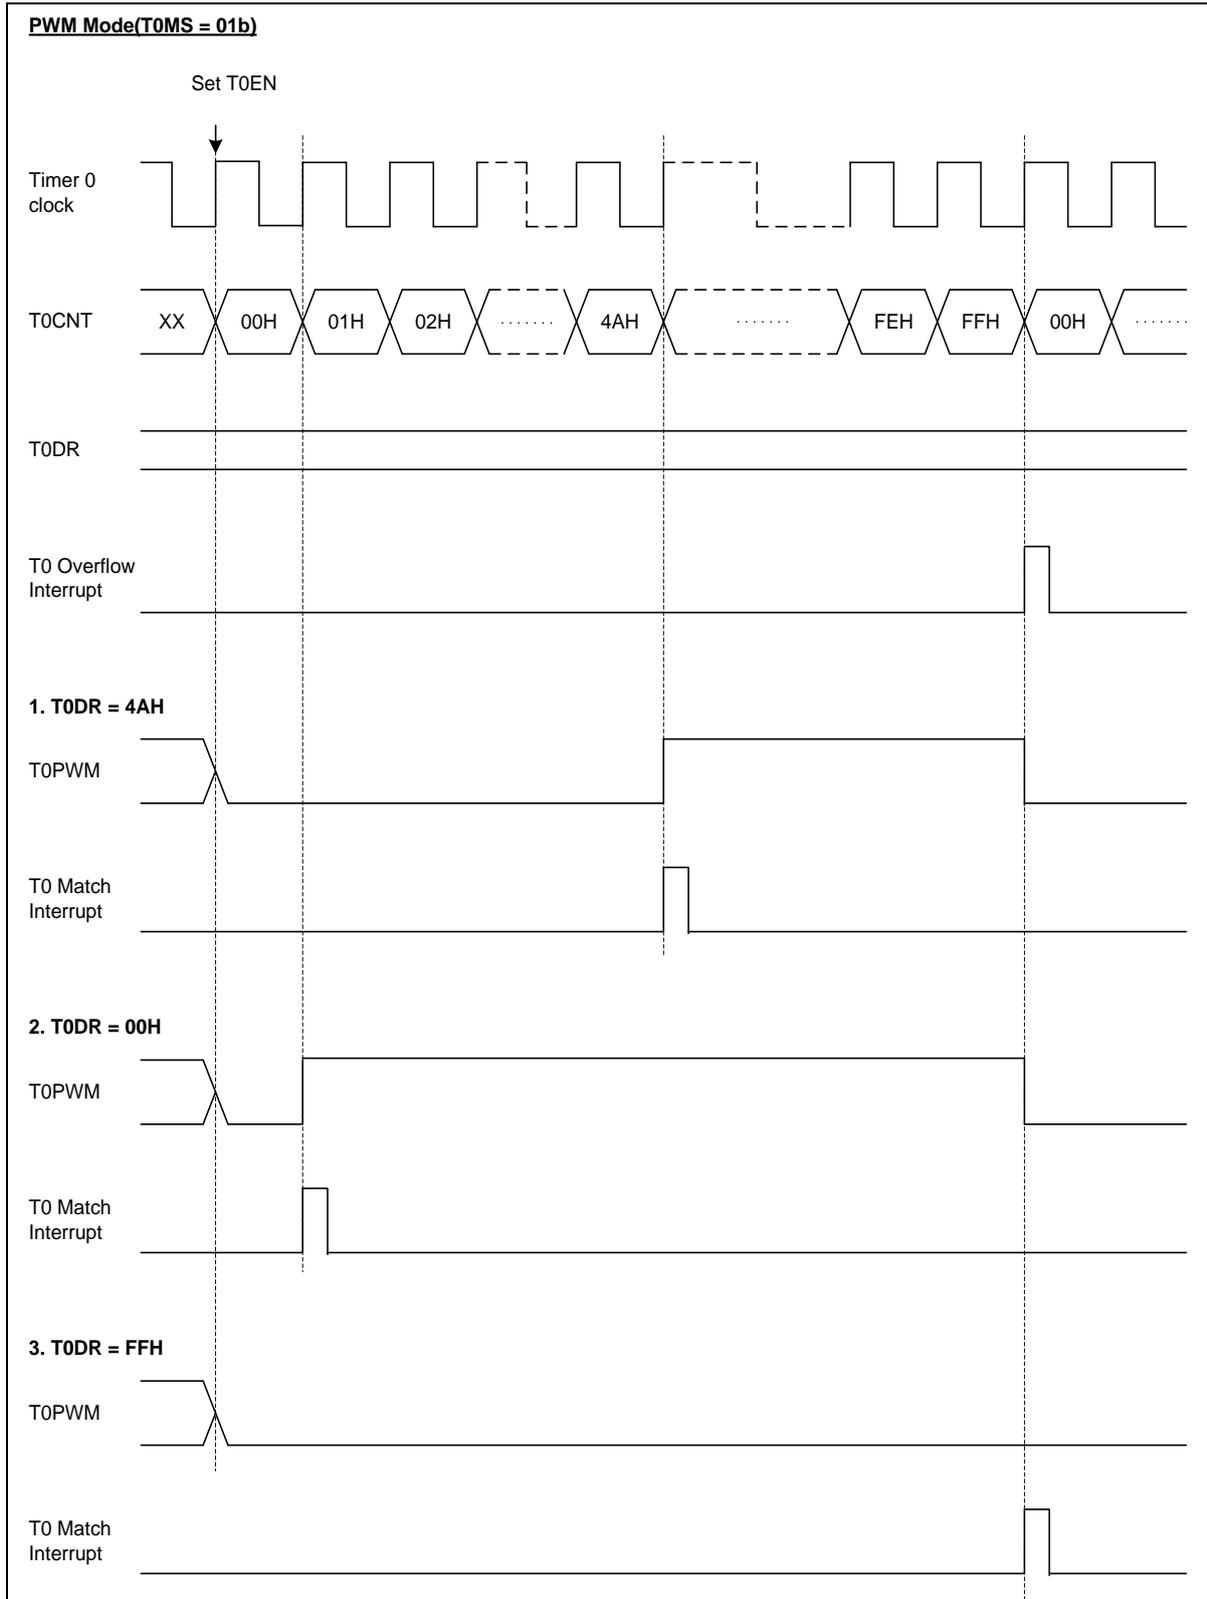 PWM Mode(T0MS = 01b)
Set T0EN
Timer 0
clock
T0CNT XX 00H 01H 02H ······· 4AH ······· FEH FFH 00H ·······
T0DR
T0 Overflow
Interrupt
1. T0DR = 4AH
T0PWM
T0 Match
Interrupt
2. T0DR = 00H
T0PWM
T0 Match
Interrupt
3. T0DR = FFH
T0PWM
T0 Match
Interrupt